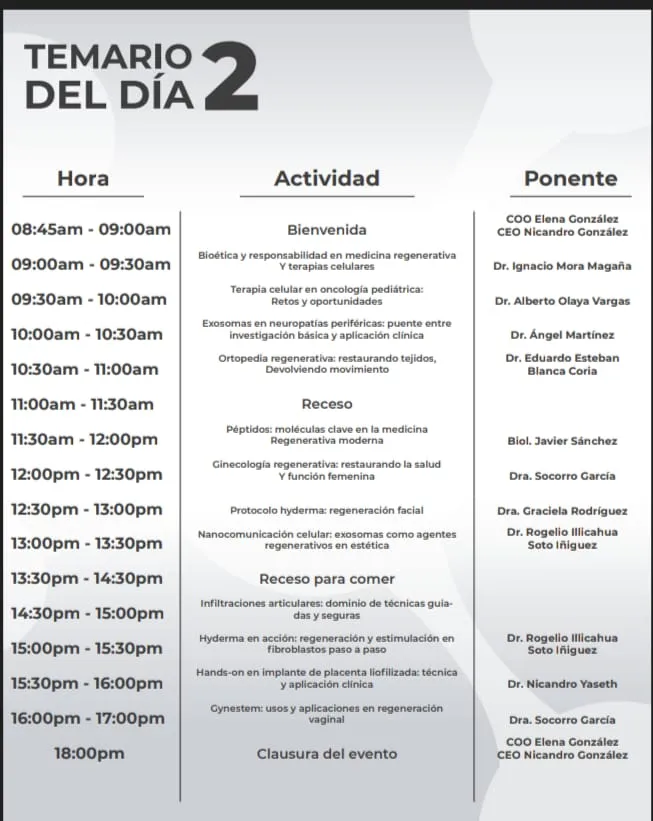 TEMARIO
DEL DÍA 2
Hora
Actividad
Ponente
08:45am - 09:00am
Bienvenida
COO Elena González
CEO Nicandro González
09:00am - 09:30am
Bioética y responsabilidad en medicina regenerativa
Y terapias celulares
Dr. Ignacio Mora Magaña
09:30am - 10:00am
Terapia celular en oncología pediátrica:
Retos y oportunidades
Dr. Alberto Olaya Vargas
10:00am - 10:30am
Exosomas en neuropatías periféricas: puente entre
investigación básica y aplicación clínica
Dr. Ángel Martínez
10:30am - 11:00am
Ortopedia regenerativa: restaurando tejidos,
Devolviendo movimiento
Dr. Eduardo Esteban
Blanca Coria
11:00am - 11:30am
Receso
11:30am - 12:00pm
Péptidos: moléculas clave en la medicina
Regenerativa moderna
Biol. Javier Sánchez
12:00pm - 12:30pm
Ginecología regenerativa: restaurando la salud
Y función femenina
Dra. Socorro García
12:30pm - 13:00pm
Protocolo hyderma: regeneración facial
Dra. Graciela Rodríguez
13:00pm - 13:30pm
Nanocomunicación celular: exosomas como agentes
regenerativos en estética
Dr. Rogelio Illicahua
Soto Iñiguez
13:30pm - 14:30pm
Receso para comer
14:30pm - 15:00pm
Infiltraciones articulares: dominio de técnicas guia-
das y seguras
15:00pm - 15:30pm
Hyderma en acción: regeneración y estimulación en
fibroblastos paso a paso
Dr. Rogelio Illicahua
Soto Iñiguez
15:30pm - 16:00pm
Hands-on en implante de placenta liofilizada: técnica
y aplicación clínica
Dr. Nicandro Yaseth
16:00pm - 17:00pm
Gynestem: usos y aplicaciones en regeneración
vaginal
Dra. Socorro García
18:00pm
Clausura del evento
COO Elena González
CEO Nicandro González